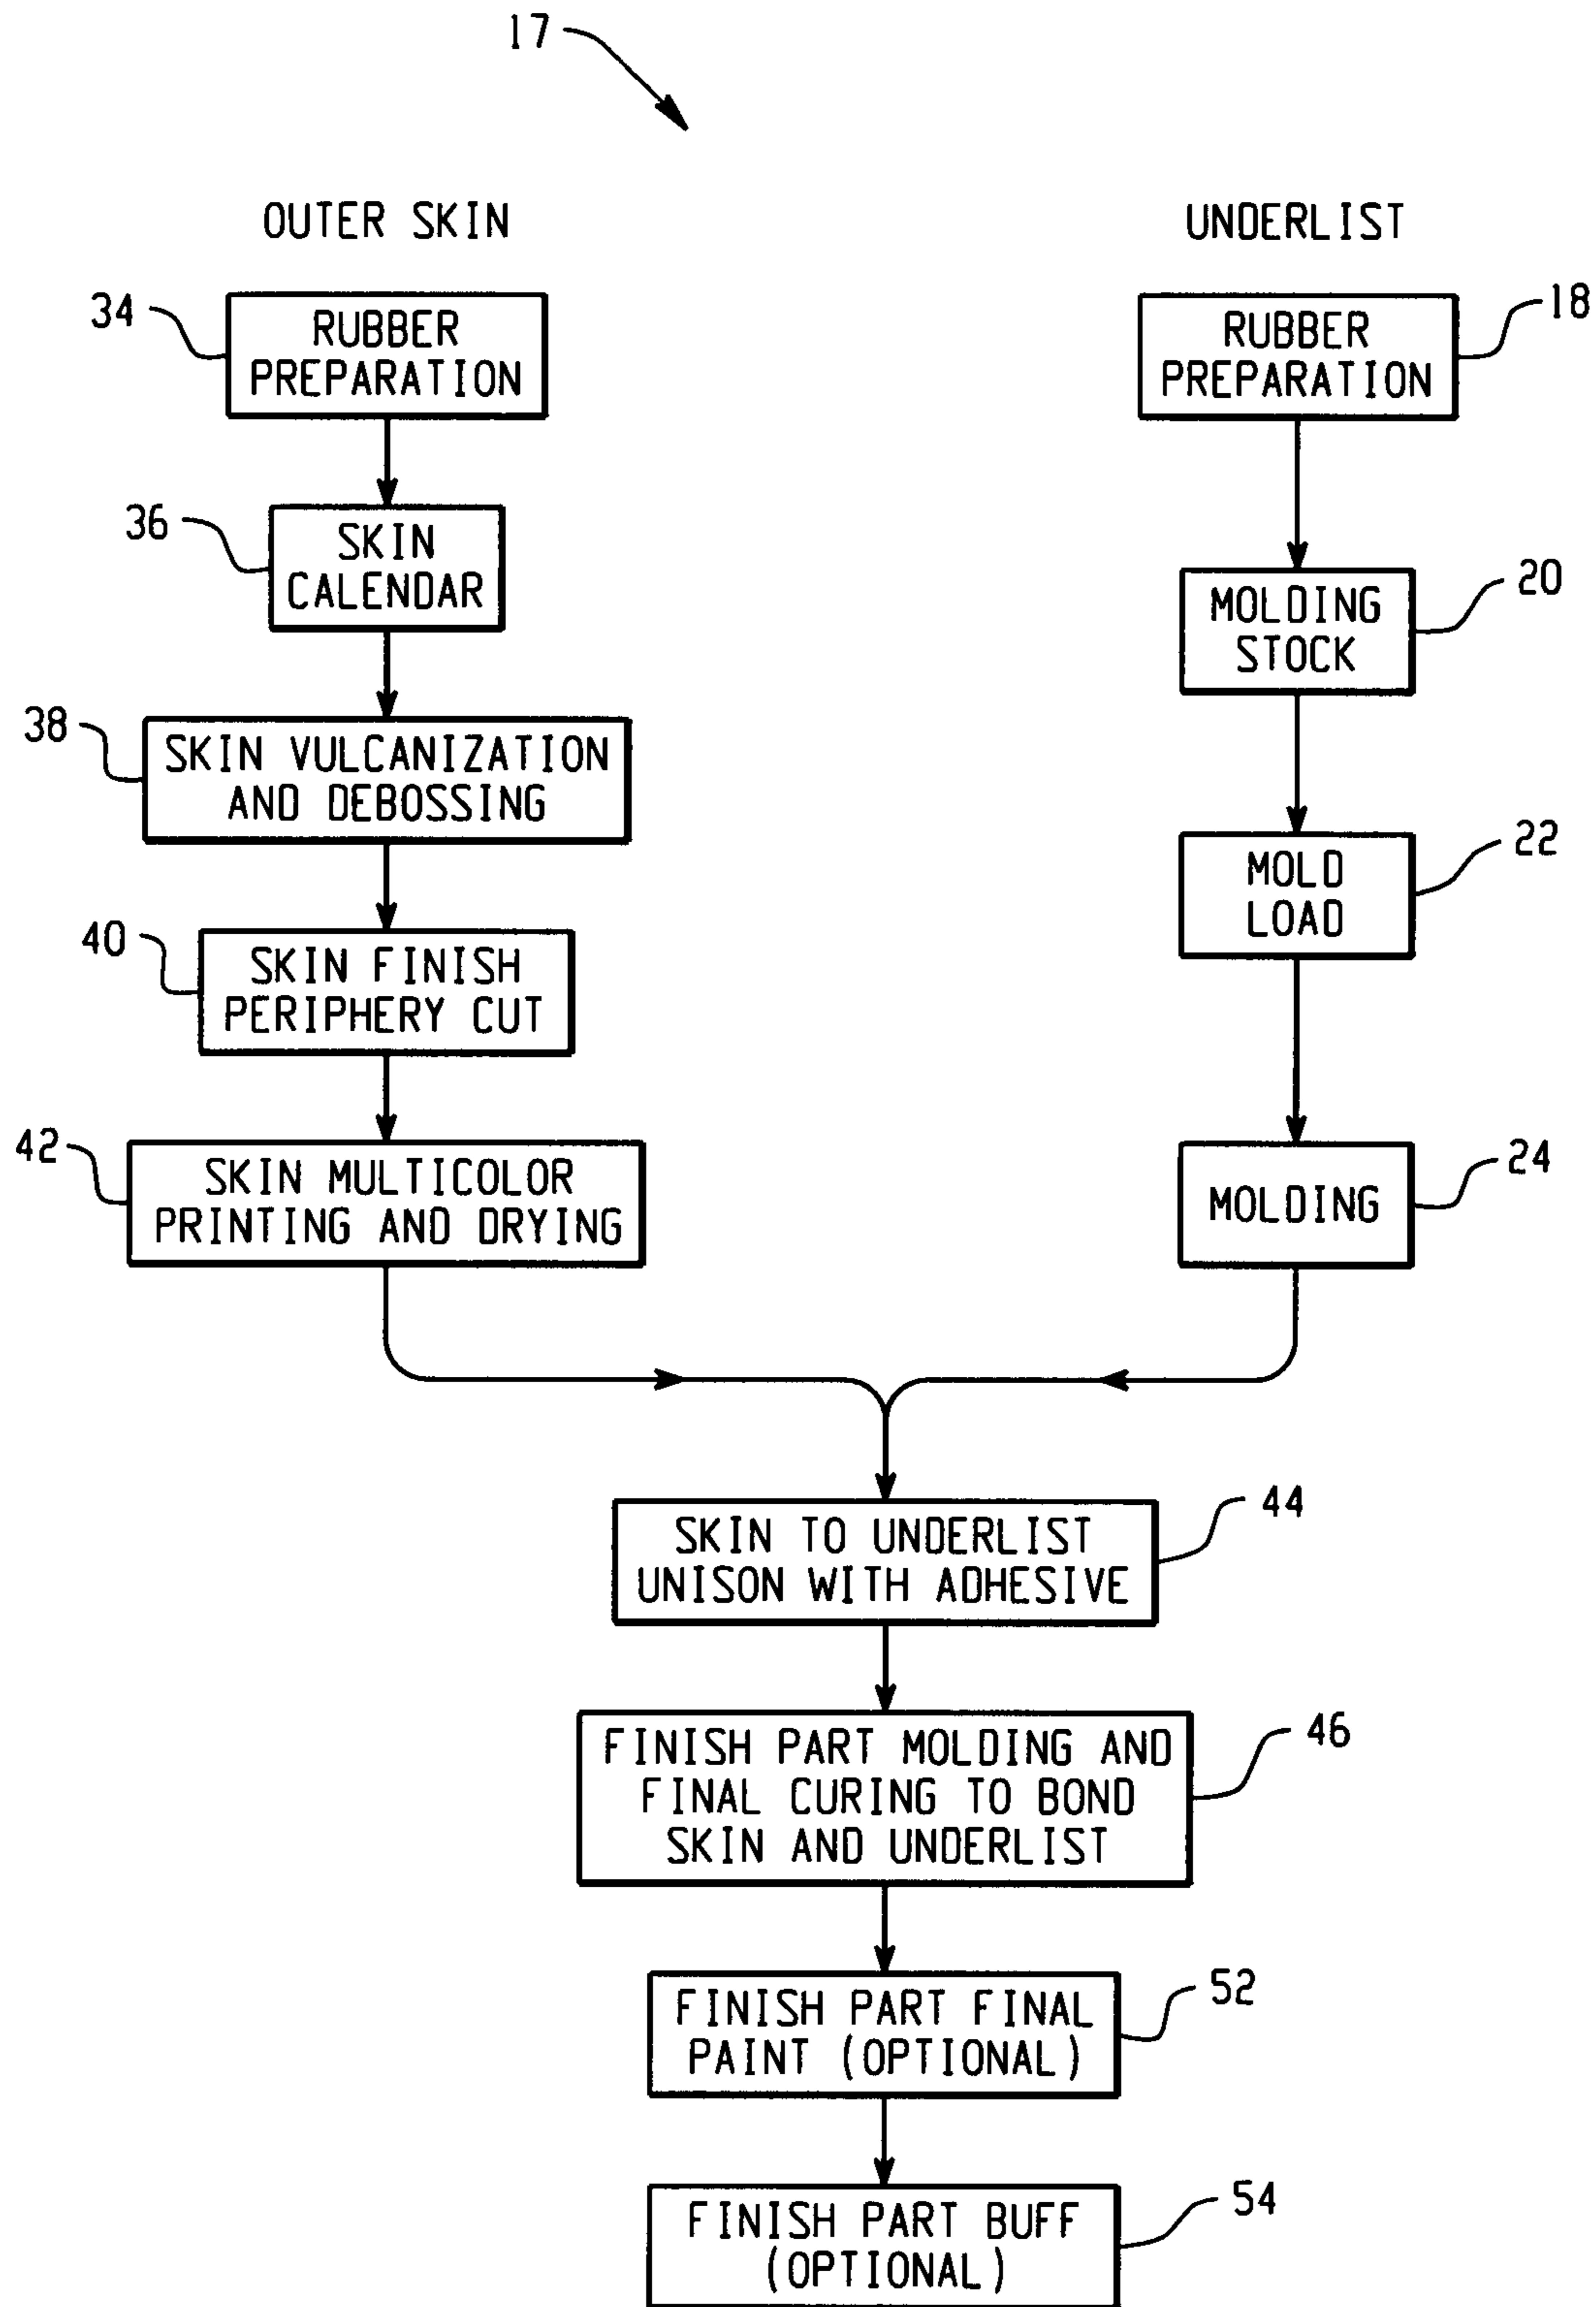 17
OUTER SKIN
34
RUBBER
PREPARATION
36
SKIN
CALENDAR
38
SKIN VULCANIZATION
AND DEBOSSING
40
SKIN FINISH
PERIPHERY CUT
42
SKIN MULTICOLOR
PRINTING AND DRYING
UNDERLIST
18
RUBBER
PREPARATION
20
MOLDING
STOCK
22
MOLD
LOAD
24
MOLDING
44
SKIN TO UNDERLIST
UNISON WITH ADHESIVE
46
FINISH PART MOLDING AND
FINAL CURING TO BOND
SKIN AND UNDERLIST
52
FINISH PART FINAL
PAINT (OPTIONAL)
54
FINISH PART BUFF
(OPTIONAL)